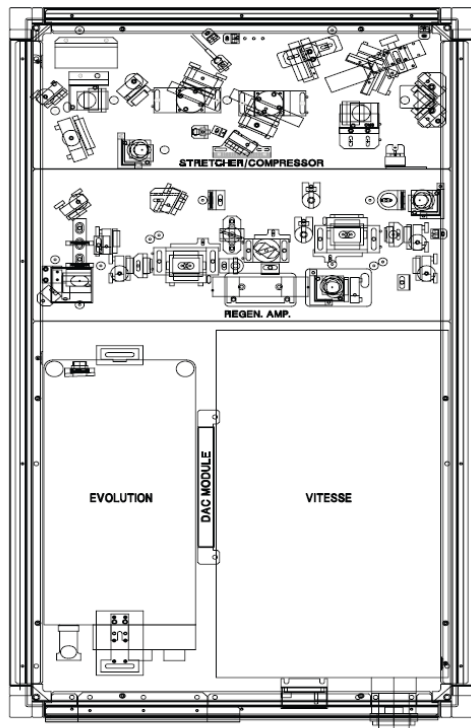 STRETCHER/COMPRESSOR
REGEN. AMP.
EVOLUTION
DAC MODULE
VITESSE